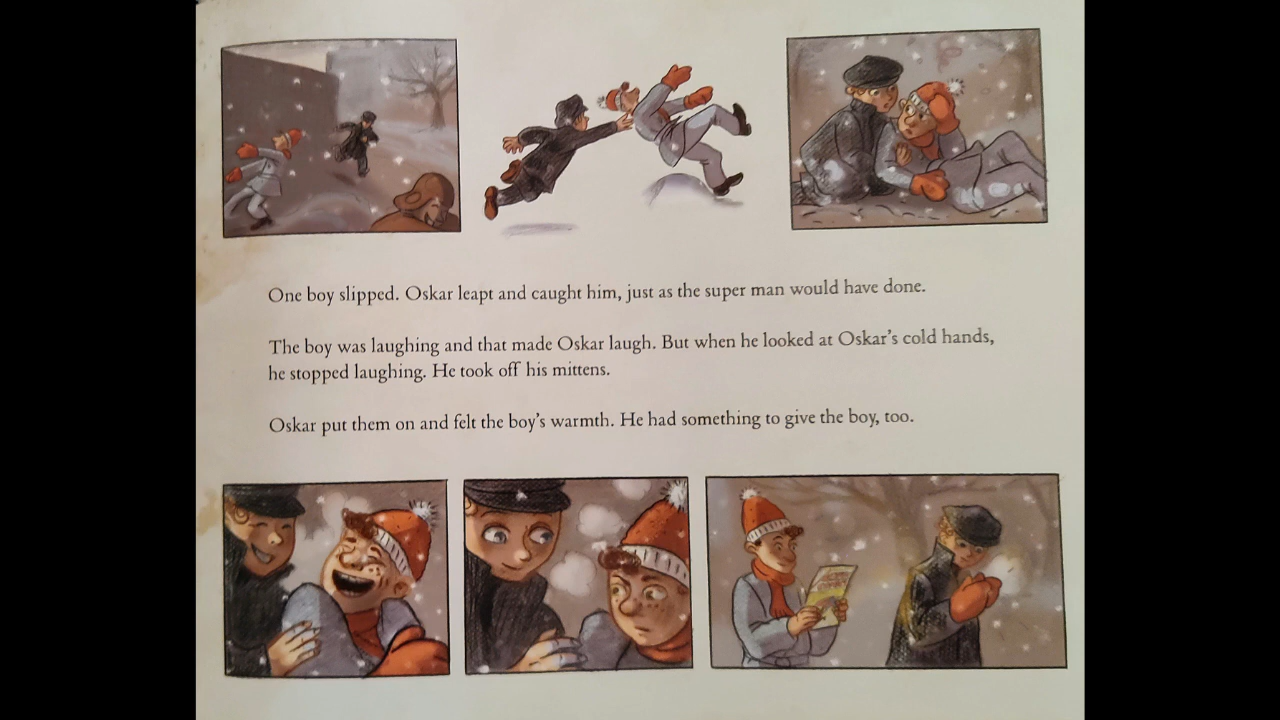 One boy slipped. Oskar leapt and caught him, just as the super man would have done.
The boy was laughing and that made Oskar laugh. But when he looked at Oskar's cold hands,
he stopped laughing. He took off his mittens.
Oskar put them on and felt the boy's warmth. He had something to give the boy, too.